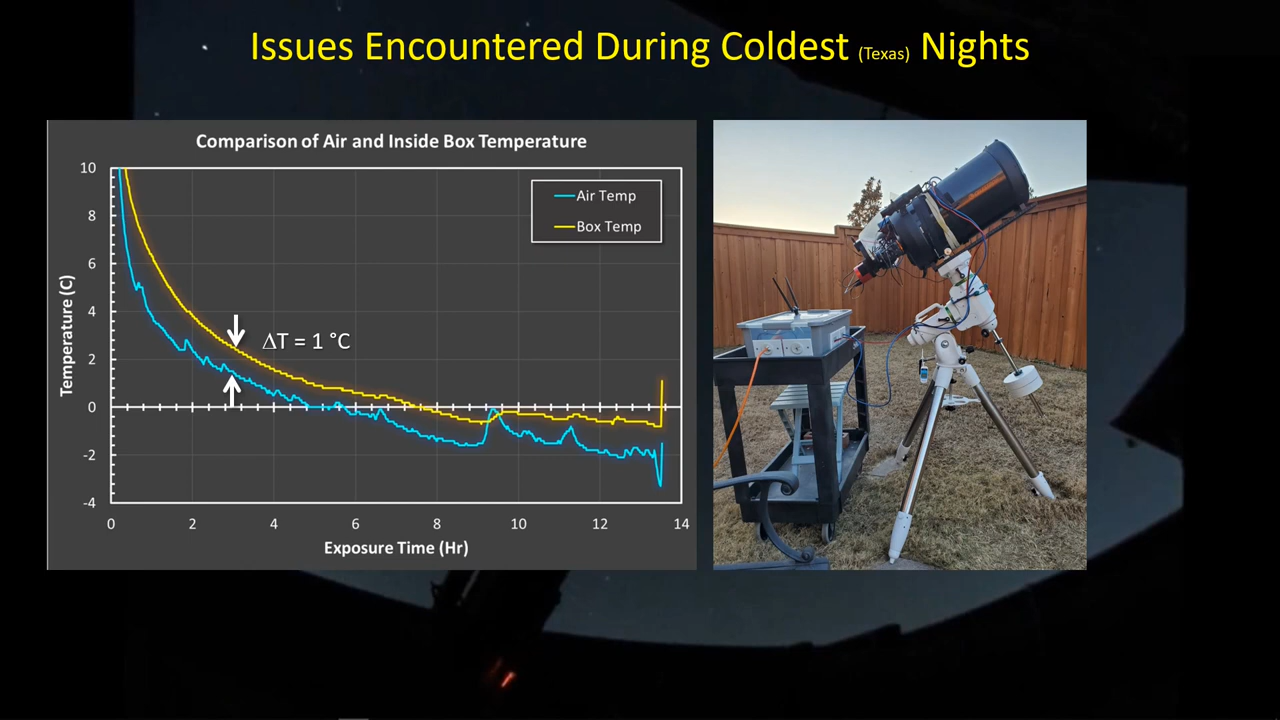 Issues Encountered During Coldest (Texas) Nights
Comparison of Air and Inside Box Temperature
10
8
6
4
2
0
-2
-4
Temperature (C)
Air Temp
Box Temp
ΔT = 1 °C
0 2 4 6 8 10 12 14
Exposure Time (Hr)